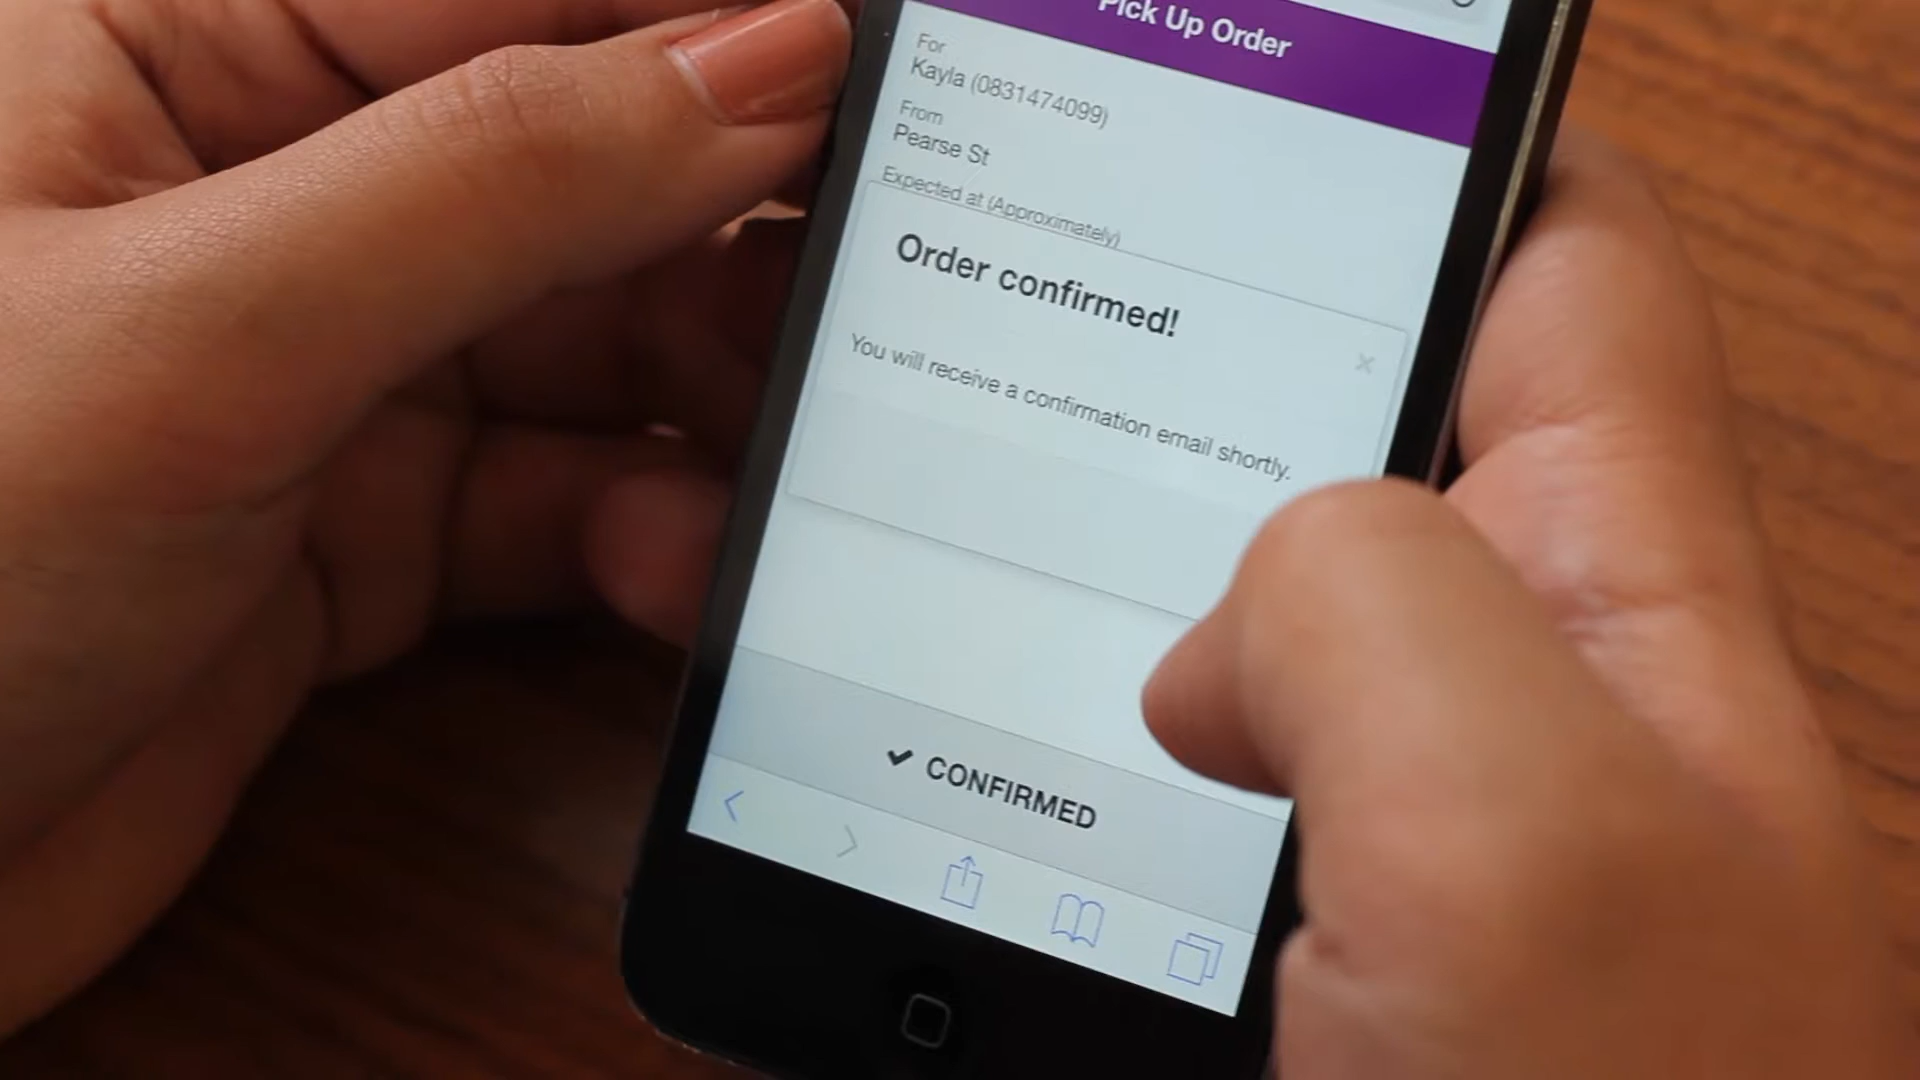 Pick Up Order
For
Kayla (0831474099)
From
Pearse St
Expected at (Approximately)
Order confirmed!
You will receive a confirmation email shortly.
CONFIRMED